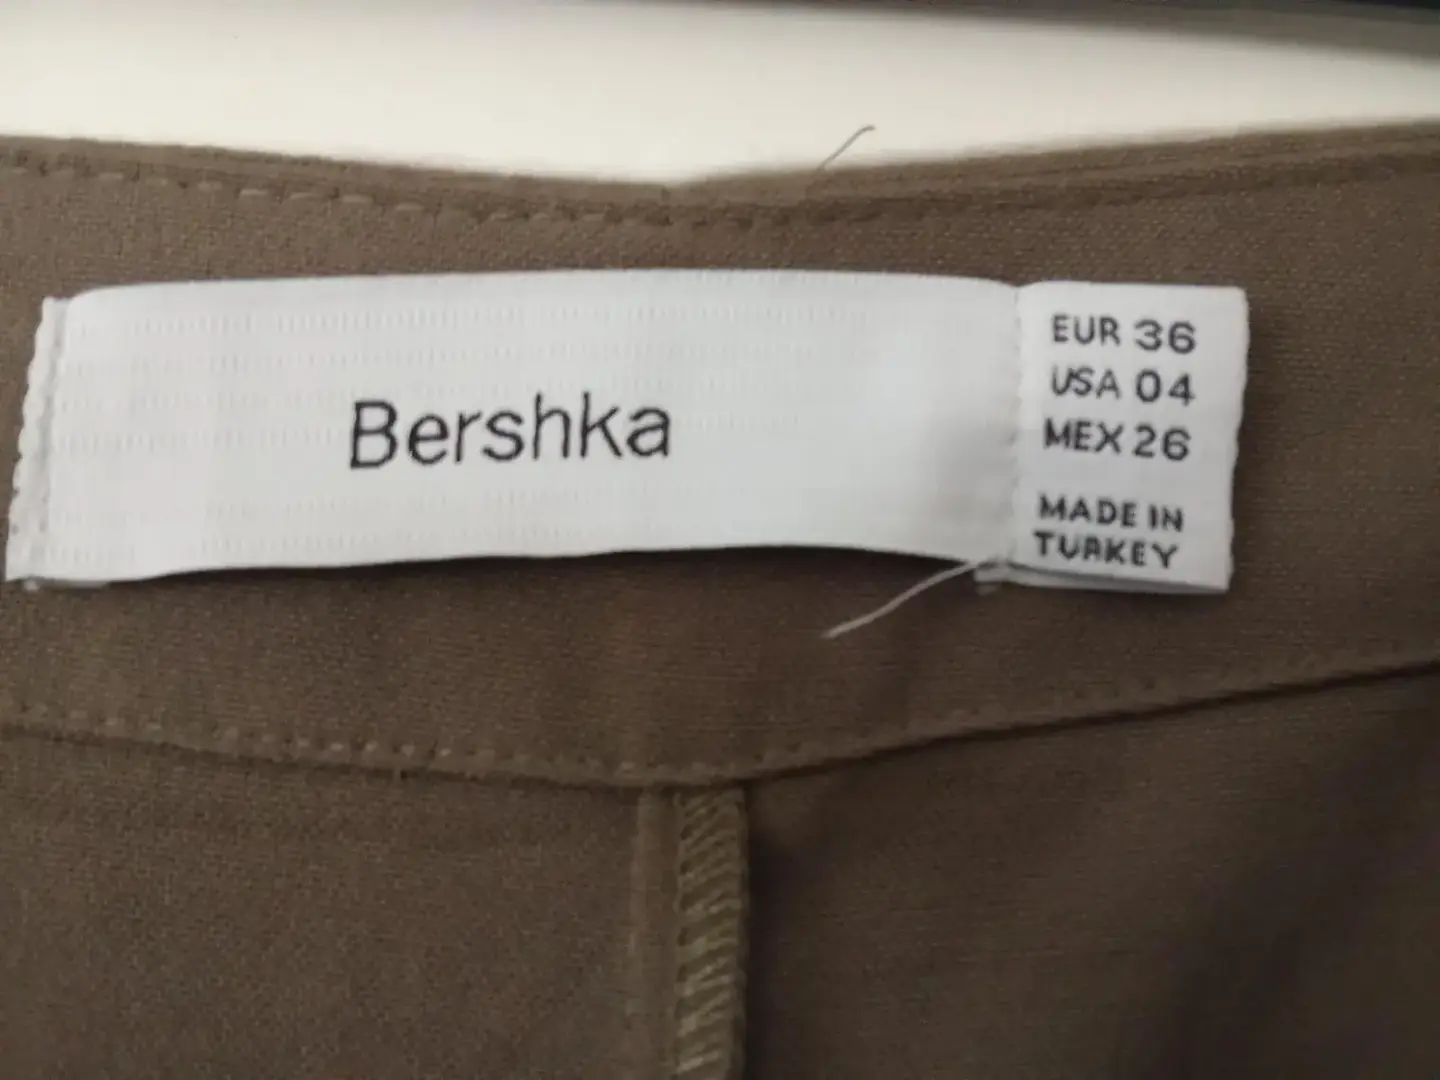 Bershka
EUR 36
USA 04
MEX 26
MADE IN
TURKEY